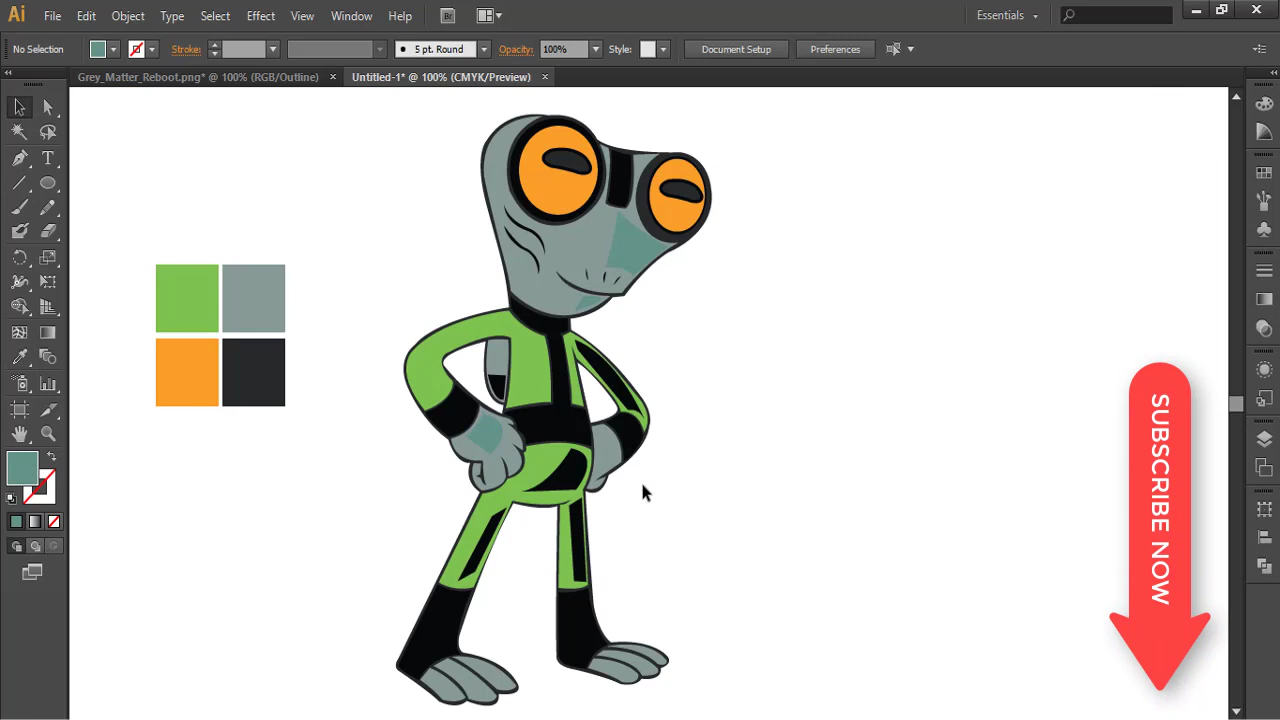 Ai File Edit Object Type Select Effect View Window Help Br Essentials
No Selection Stroke: 5 pt. Round Opacity: 100% Style: Document Setup Preferences
Grey_Matter_Reboot.png* @ 100% (RGB/Outline) × Untitled-1* @ 100% (CMYK/Preview) ×
SUBSCRIBE NOW